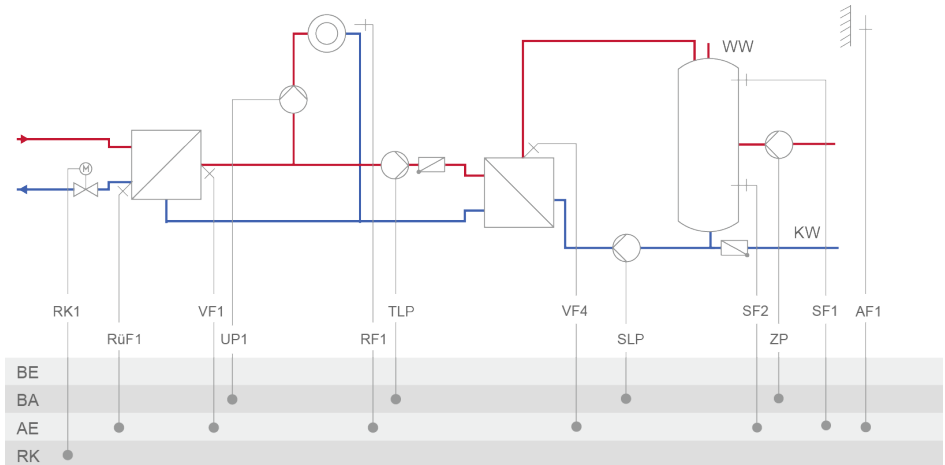 WW
M
KW
RK1 VF1 TLP VF4 SF2 SF1 AF1
RüF1 UP1 RF1 SLP ZP
BE
BA
AE
RK